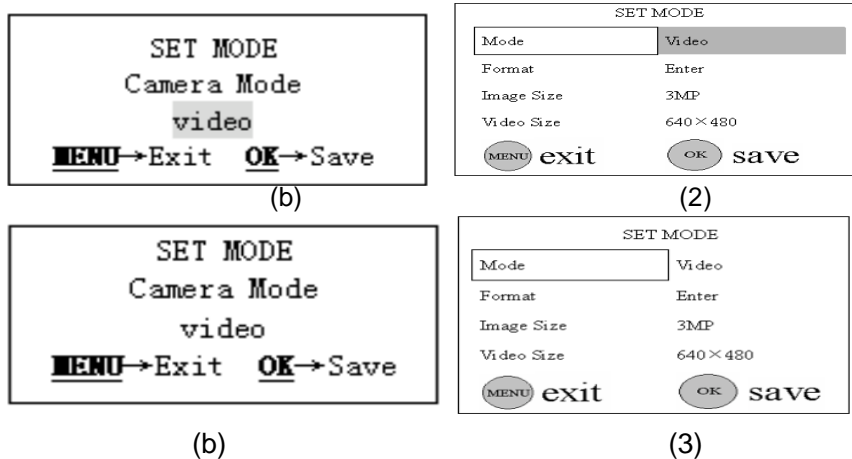 SET MODE
Camera Mode
video
MENU→Exit OK→Save
(b)
SET MODE
Mode Video
Format Enter
Image Size 3MP
Video Size 640×480
MENU exit OK save
(2)
SET MODE
Camera Mode
video
MENU→Exit OK→Save
(b)
SET MODE
Mode Video
Format Enter
Image Size 3MP
Video Size 640×480
MENU exit OK save
(3)